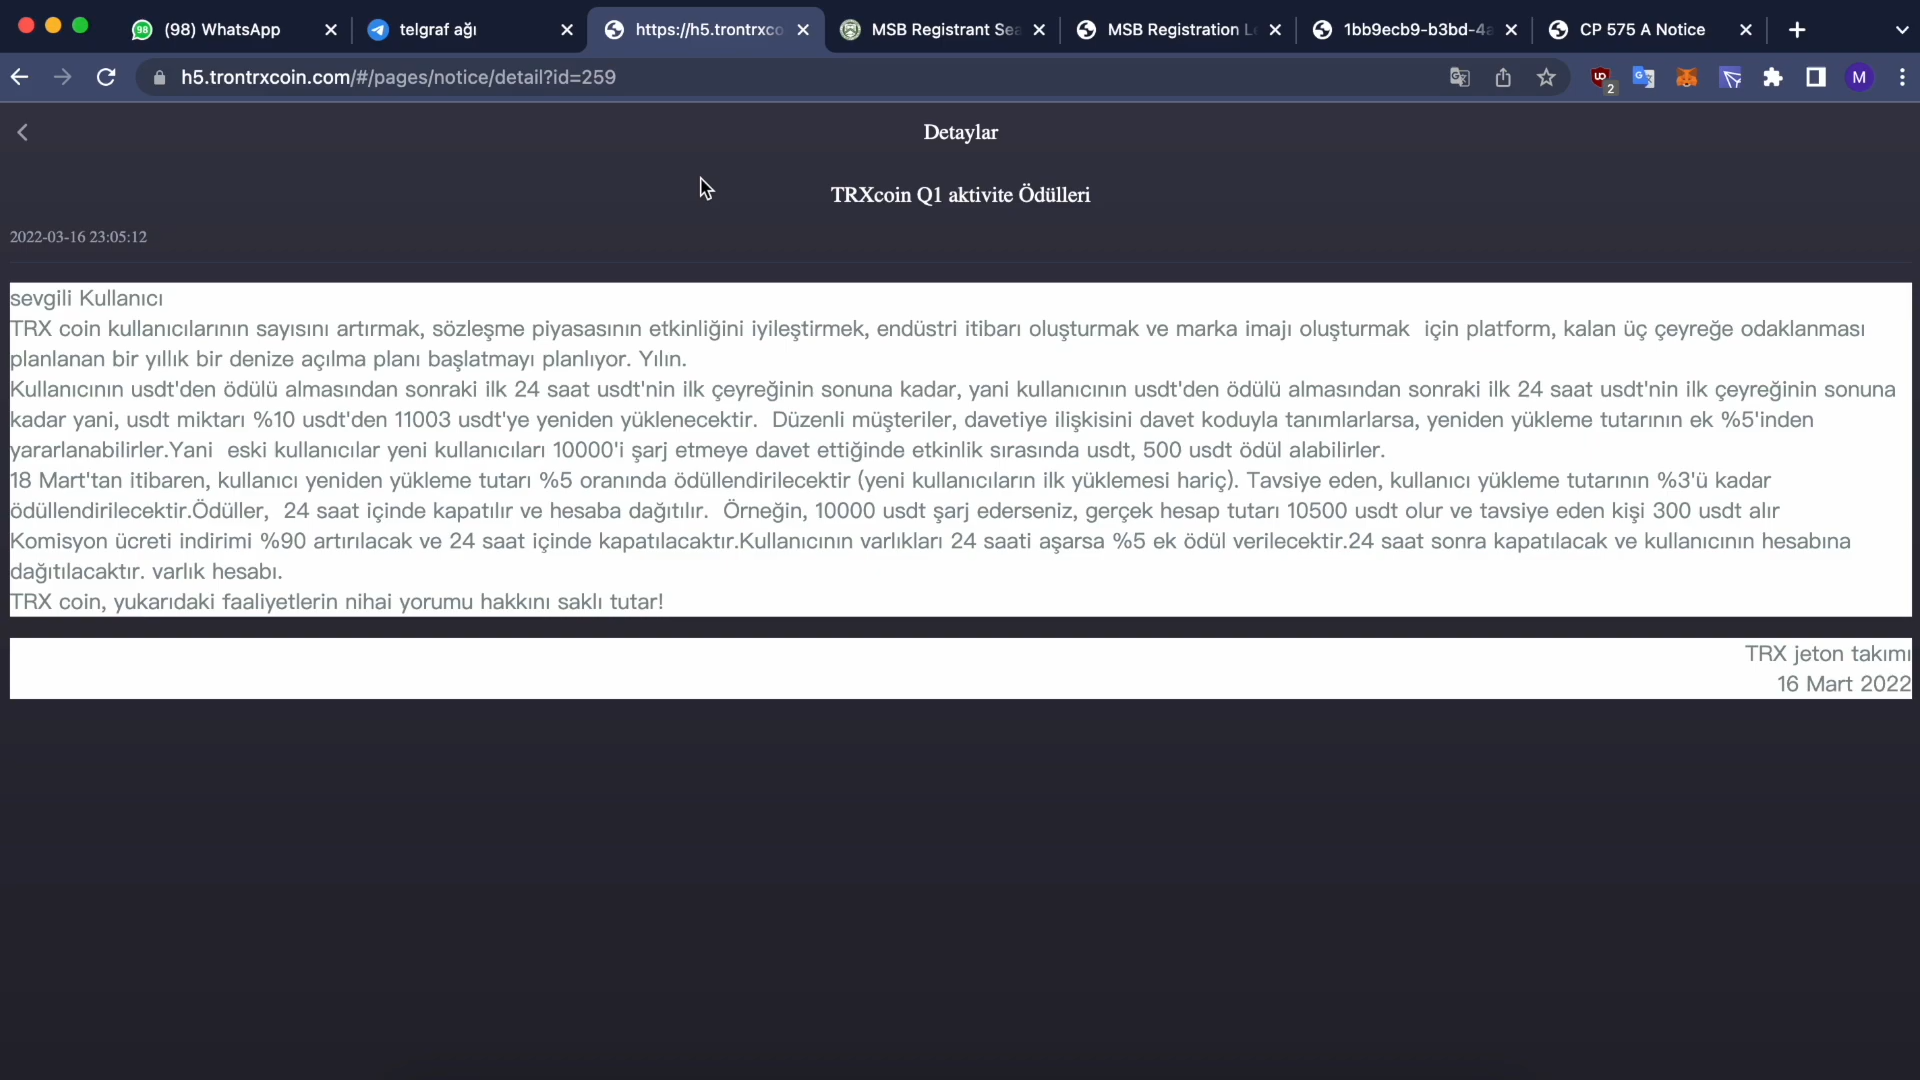 (98) WhatsApp
telgraf ağı
https://h5.trontrxco
MSB Registrant Sea
MSB Registration Le
1bb9ecb9-b3bd-4a
CP 575 A Notice
h5.trontrxcoin.com/#/pages/notice/detail?id=259
2
M
Detaylar
TRXcoin Q1 aktivite Ödülleri
2022-03-16 23:05:12
sevgili Kullanıcı
TRX coin kullanıcılarının sayısını artırmak, sözleşme piyasasının etkinliğini iyileştirmek, endüstri itibarı oluşturmak ve marka imajı oluşturmak  için platform, kalan üç çeyreğe odaklanması
planlanan bir yıllık bir denize açılma planı başlatmayı planlıyor. Yılın.
Kullanıcının usdt'den ödülü almasından sonraki ilk 24 saat usdt'nin ilk çeyreğinin sonuna kadar, yani kullanıcının usdt'den ödülü almasından sonraki ilk 24 saat usdt'nin ilk çeyreğinin sonuna
kadar yani, usdt miktarı %10 usdt'den 11003 usdt'ye yeniden yüklenecektir.  Düzenli müşteriler, davetiye ilişkisini davet koduyla tanımlarlarsa, yeniden yükleme tutarının ek %5'inden
yararlanabilirler.Yani  eski kullanıcılar yeni kullanıcıları 10000'i şarj etmeye davet ettiğinde etkinlik sırasında usdt, 500 usdt ödül alabilirler.
18 Mart'tan itibaren, kullanıcı yeniden yükleme tutarı %5 oranında ödüllendirilecektir (yeni kullanıcıların ilk yüklemesi hariç). Tavsiye eden, kullanıcı yükleme tutarının %3'ü kadar
ödüllendirilecektir.Ödüller,  24 saat içinde kapatılır ve hesaba dağıtılır.  Örneğin, 10000 usdt şarj ederseniz, gerçek hesap tutarı 10500 usdt olur ve tavsiye eden kişi 300 usdt alır
Komisyon ücreti indirimi %90 artırılacak ve 24 saat içinde kapatılacaktır.Kullanıcının varlıkları 24 saati aşarsa %5 ek ödül verilecektir.24 saat sonra kapatılacak ve kullanıcının hesabına
dağıtılacaktır. varlık hesabı.
TRX coin, yukarıdaki faaliyetlerin nihai yorumu hakkını saklı tutar!
TRX jeton takımı
16 Mart 2022